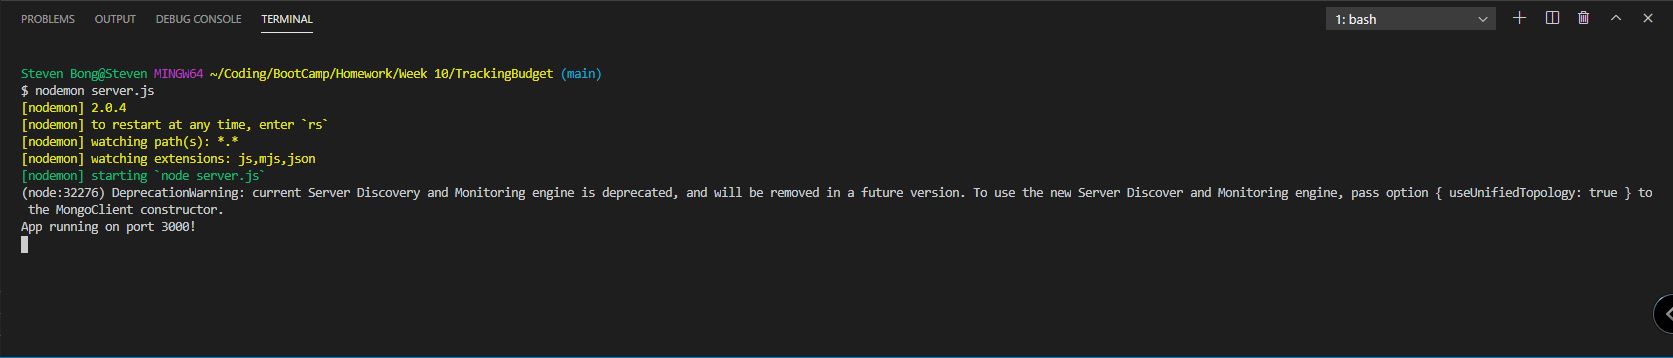 PROBLEMS OUTPUT DEBUG CONSOLE TERMINAL 1: bash
Steven Bong@Steven MINGW64 ~/Coding/BootCamp/Homework/Week 10/TrackingBudget (main)
$ nodemon server.js
[nodemon] 2.0.4
[nodemon] to restart at any time, enter `rs`
[nodemon] watching path(s): *.*
[nodemon] watching extensions: js,mjs,json
[nodemon] starting `node server.js`
(node:32276) DeprecationWarning: current Server Discovery and Monitoring engine is deprecated, and will be removed in a future version. To use the new Server Discover and Monitoring engine, pass option { useUnifiedTopology: true } to
the MongoClient constructor.
App running on port 3000!